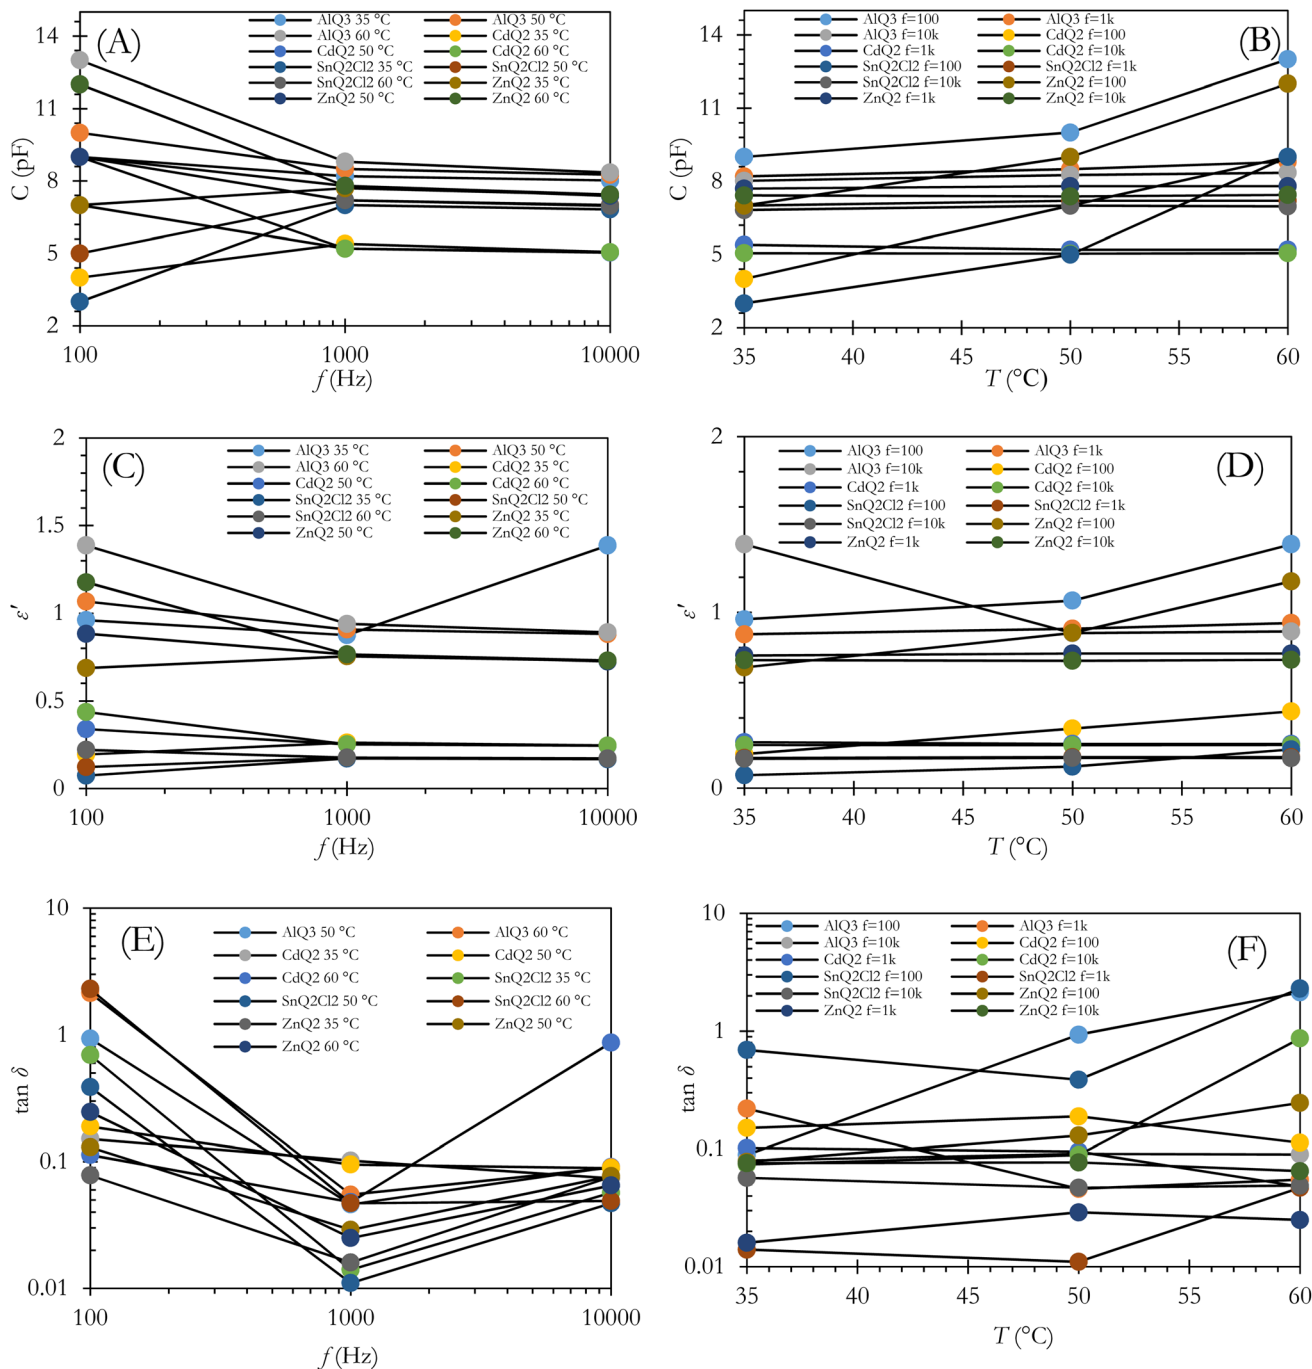 (A)
AlQ3 35 °C AlQ3 50 °C
AlQ3 60 °C CdQ2 35 °C
CdQ2 50 °C CdQ2 60 °C
SnQ2Cl2 35 °C SnQ2Cl2 50 °C
SnQ2Cl2 60 °C ZnQ2 35 °C
ZnQ2 50 °C ZnQ2 60 °C
C (pF)
14
11
8
5
2
100 1000 10000
f (Hz)
(B)
AlQ3 f=100 AlQ3 f=1k
AlQ3 f=10k CdQ2 f=100
CdQ2 f=1k CdQ2 f=10k
SnQ2Cl2 f=100 SnQ2Cl2 f=1k
SnQ2Cl2 f=10k ZnQ2 f=100
ZnQ2 f=1k ZnQ2 f=10k
C (pF)
14
11
8
5
2
35 40 45 50 55 60
T (°C)
(C)
AlQ3 35 °C AlQ3 50 °C
AlQ3 60 °C CdQ2 35 °C
CdQ2 50 °C CdQ2 60 °C
SnQ2Cl2 35 °C SnQ2Cl2 50 °C
SnQ2Cl2 60 °C ZnQ2 35 °C
ZnQ2 50 °C ZnQ2 60 °C
ε'
2
1.5
1
0.5
0
100 1000 10000
f (Hz)
(D)
AlQ3 f=100 AlQ3 f=1k
AlQ3 f=10k CdQ2 f=100
CdQ2 f=1k CdQ2 f=10k
SnQ2Cl2 f=100 SnQ2Cl2 f=1k
SnQ2Cl2 f=10k ZnQ2 f=100
ZnQ2 f=1k ZnQ2 f=10k
ε'
2
1
0
35 40 45 50 55 60
T (°C)
(E)
AlQ3 50 °C AlQ3 60 °C
CdQ2 35 °C CdQ2 50 °C
CdQ2 60 °C SnQ2Cl2 35 °C
SnQ2Cl2 50 °C SnQ2Cl2 60 °C
ZnQ2 35 °C ZnQ2 50 °C
ZnQ2 60 °C
tan δ
10
1
0.1
0.01
100 1000 10000
f (Hz)
(F)
AlQ3 f=100 AlQ3 f=1k
AlQ3 f=10k CdQ2 f=100
CdQ2 f=1k CdQ2 f=10k
SnQ2Cl2 f=100 SnQ2Cl2 f=1k
SnQ2Cl2 f=10k ZnQ2 f=100
ZnQ2 f=1k ZnQ2 f=10k
tan δ
10
1
0.1
0.01
35 40 45 50 55 60
T (°C)